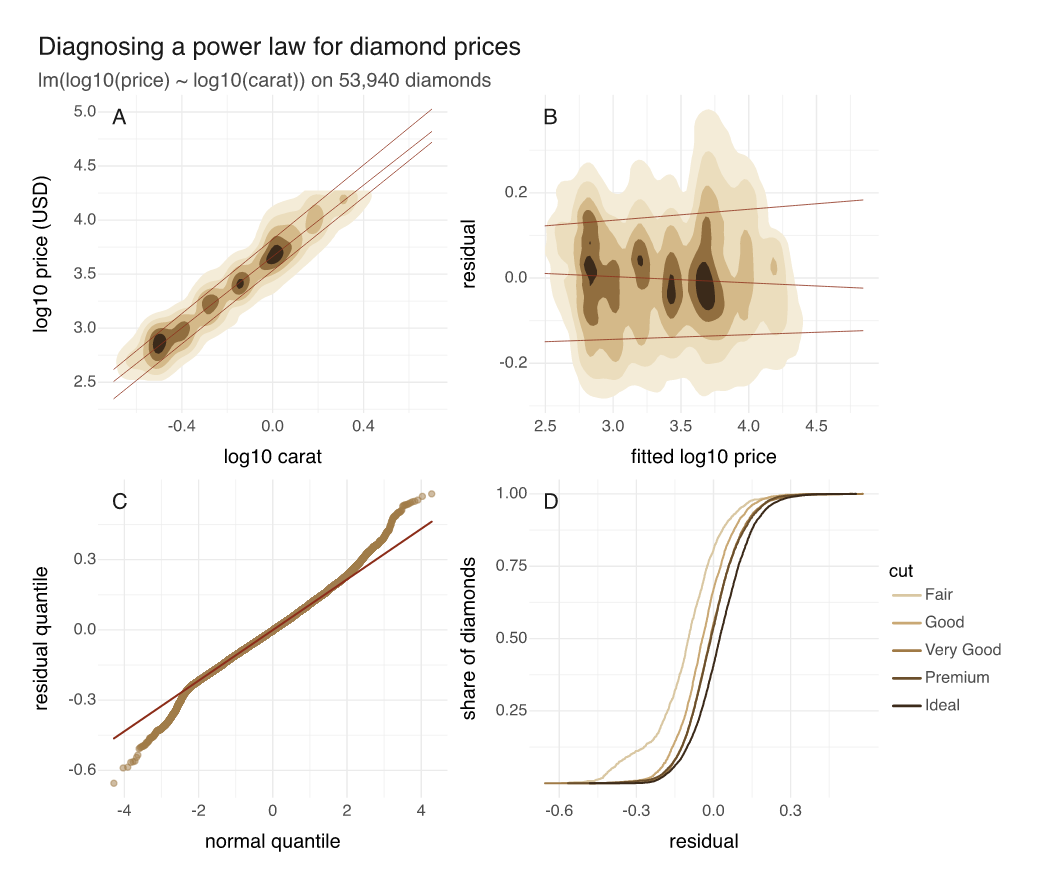 Diagnosing a power law for diamond prices
lm(log10(price) ~ log10(carat)) on 53,940 diamonds
A
log10 price (USD)
5.0
4.5
4.0
3.5
3.0
2.5
-0.4 0.0 0.4
log10 carat
B
residual
0.2
0.0
-0.2
2.5 3.0 3.5 4.0 4.5
fitted log10 price
C
residual quantile
0.3
0.0
-0.3
-0.6
-4 -2 0 2 4
normal quantile
D
share of diamonds
1.00
0.75
0.50
0.25
-0.6 -0.3 0.0 0.3
residual
cut
Fair
Good
Very Good
Premium
Ideal